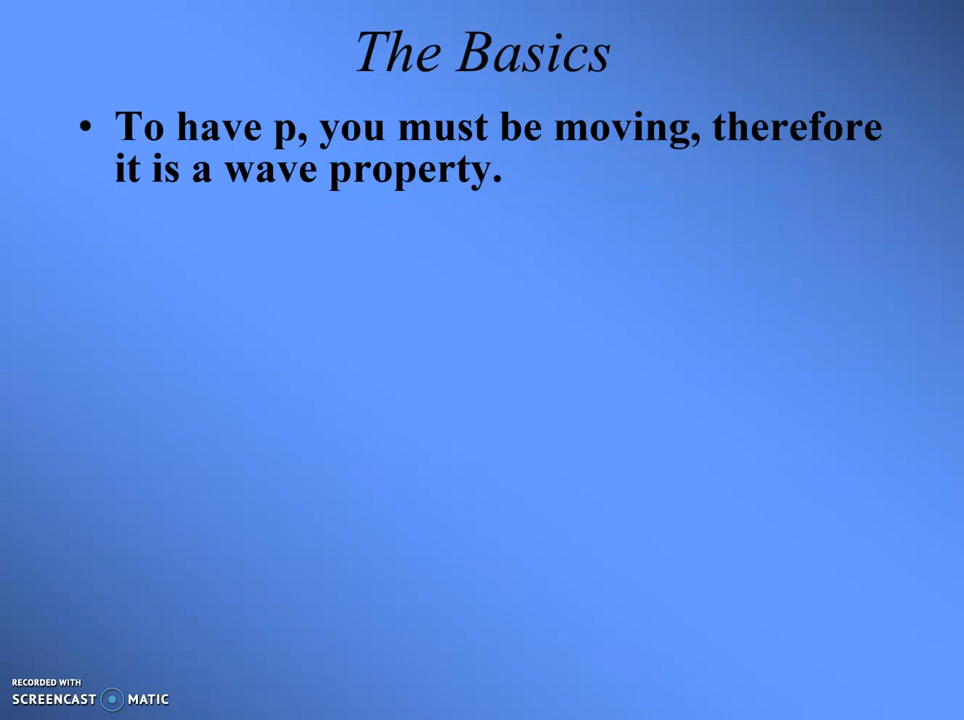 The Basics
• To have p, you must be moving, therefore
it is a wave property.
RECORDED WITH
SCREENCAST MATIC